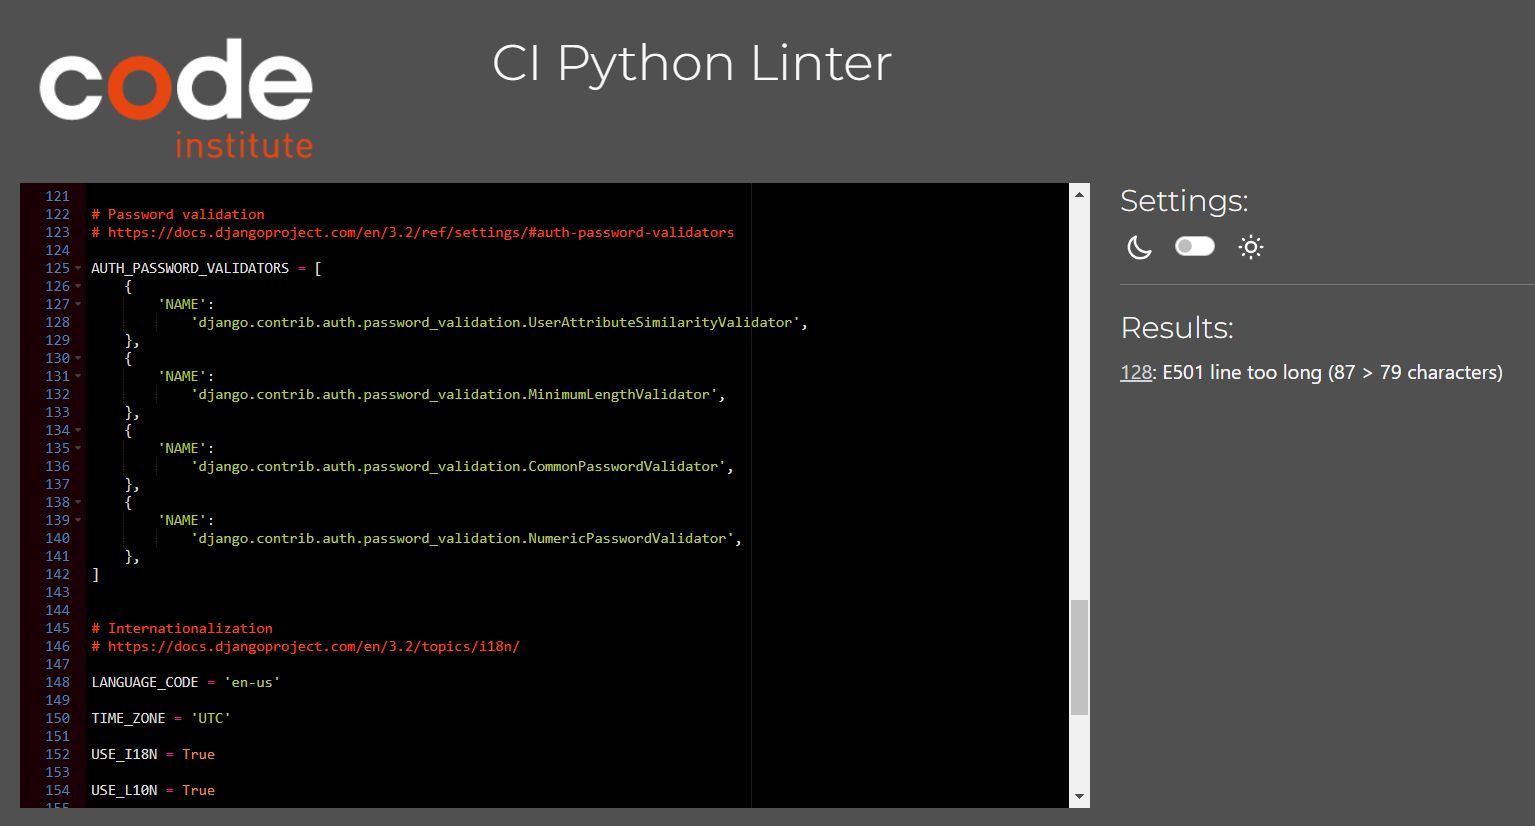 code
institute
CI Python Linter
121
122 # Password validation
123 # https://docs.djangoproject.com/en/3.2/ref/settings/#auth-password-validators
124
125 AUTH_PASSWORD_VALIDATORS = [
126     {
127         'NAME':
128             'django.contrib.auth.password_validation.UserAttributeSimilarityValidator',
129     },
130     {
131         'NAME':
132             'django.contrib.auth.password_validation.MinimumLengthValidator',
133     },
134     {
135         'NAME':
136             'django.contrib.auth.password_validation.CommonPasswordValidator',
137     },
138     {
139         'NAME':
140             'django.contrib.auth.password_validation.NumericPasswordValidator',
141     },
142 ]
143
144
145 # Internationalization
146 # https://docs.djangoproject.com/en/3.2/topics/i18n/
147
148 LANGUAGE_CODE = 'en-us'
149
150 TIME_ZONE = 'UTC'
151
152 USE_I18N = True
153
154 USE_L10N = True
155
Settings:
Results:
128: E501 line too long (87 > 79 characters)